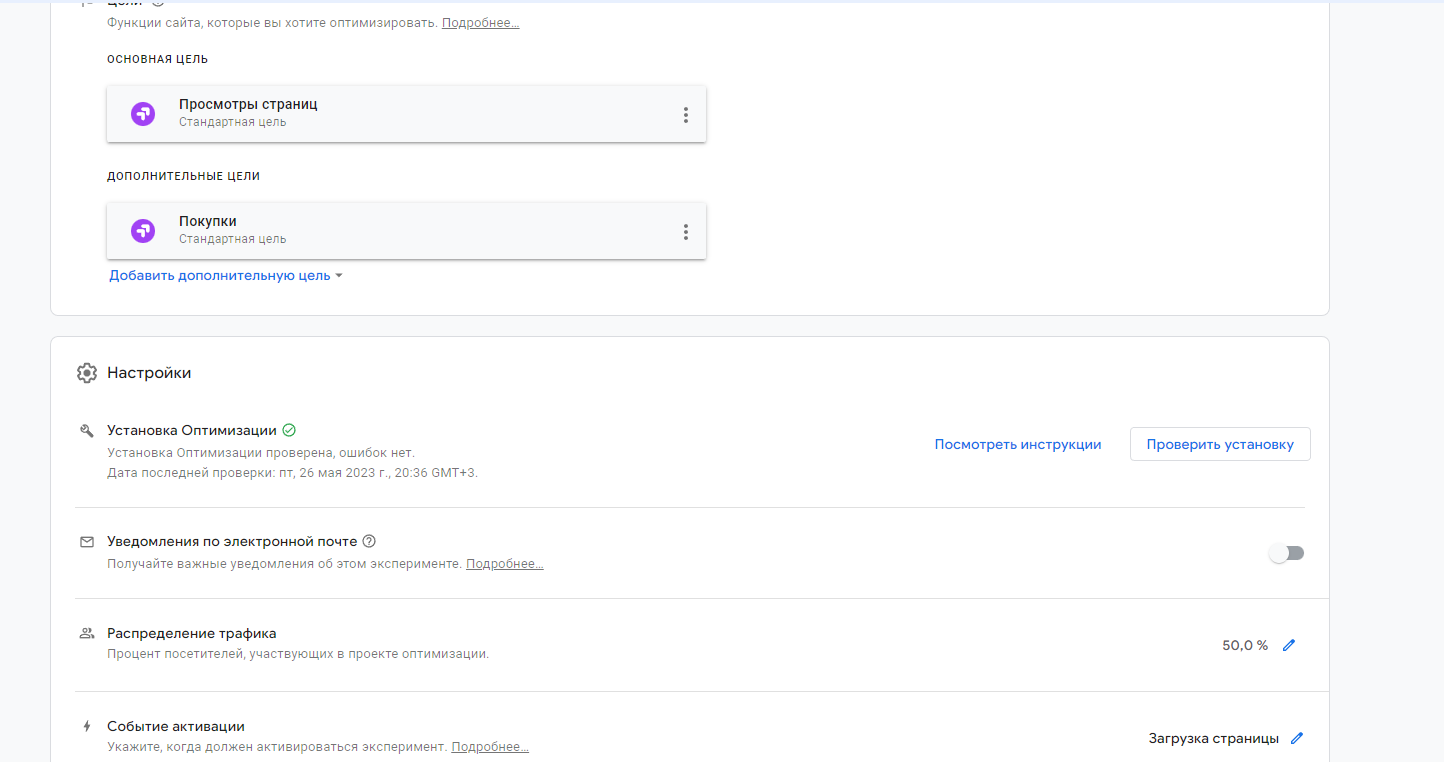 Цели
Функции сайта, которые вы хотите оптимизировать. Подробнее…
ОСНОВНАЯ ЦЕЛЬ
Просмотры страниц
Стандартная цель
ДОПОЛНИТЕЛЬНЫЕ ЦЕЛИ
Покупки
Стандартная цель
Добавить дополнительную цель
Настройки
Установка Оптимизации
Установка Оптимизации проверена, ошибок нет.
Дата последней проверки: пт, 26 мая 2023 г., 20:36 GMT+3.
Посмотреть инструкции
Проверить установку
Уведомления по электронной почте
Получайте важные уведомления об этом эксперименте. Подробнее…
Распределение трафика
Процент посетителей, участвующих в проекте оптимизации.
50,0 %
Событие активации
Укажите, когда должен активироваться эксперимент. Подробнее…
Загрузка страницы